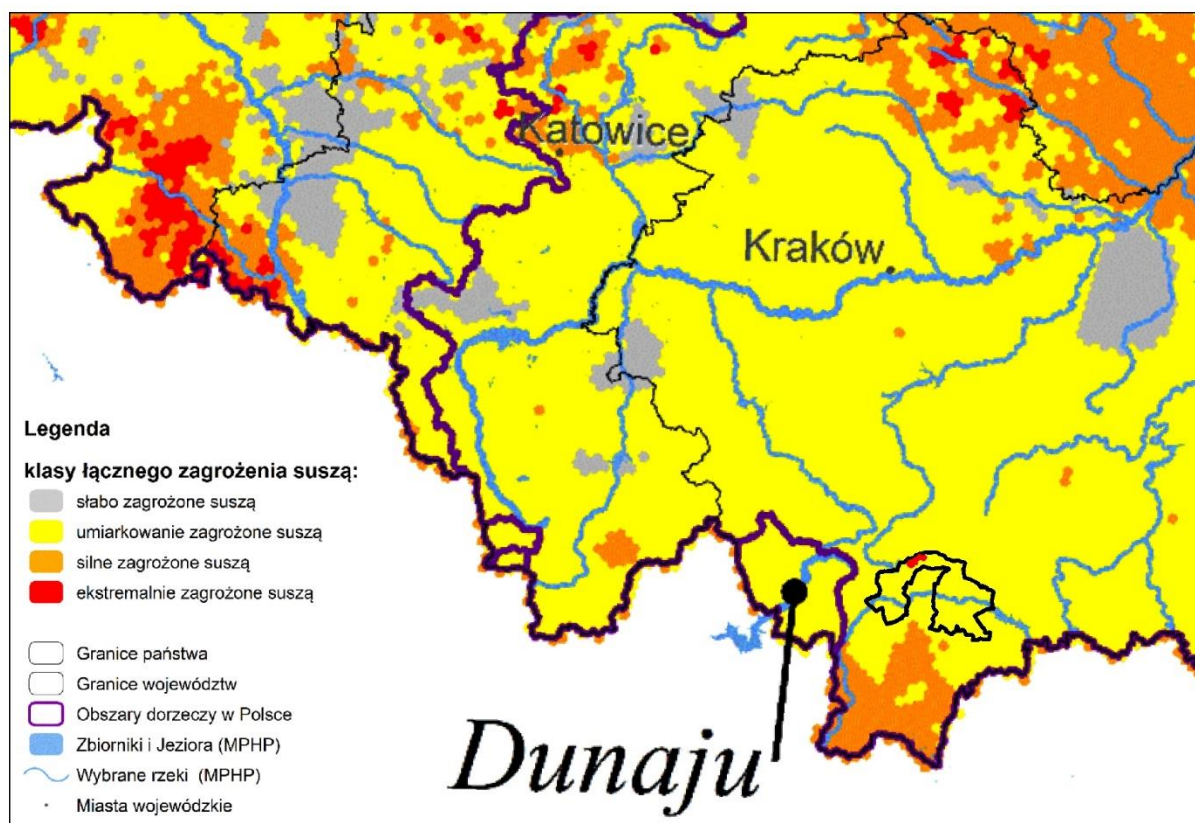 Katowice
Kraków
Legenda
klasy łącznego zagrożenia suszą:
słabo zagrożone suszą
umiarkowanie zagrożone suszą
silne zagrożone suszą
ekstremalnie zagrożone suszą
Granice państwa
Granice województw
Obszary dorzeczy w Polsce
Zbiorniki i Jeziora (MPHP)
Wybrane rzeki (MPHP)
Miasta wojewódzkie
Dunaju